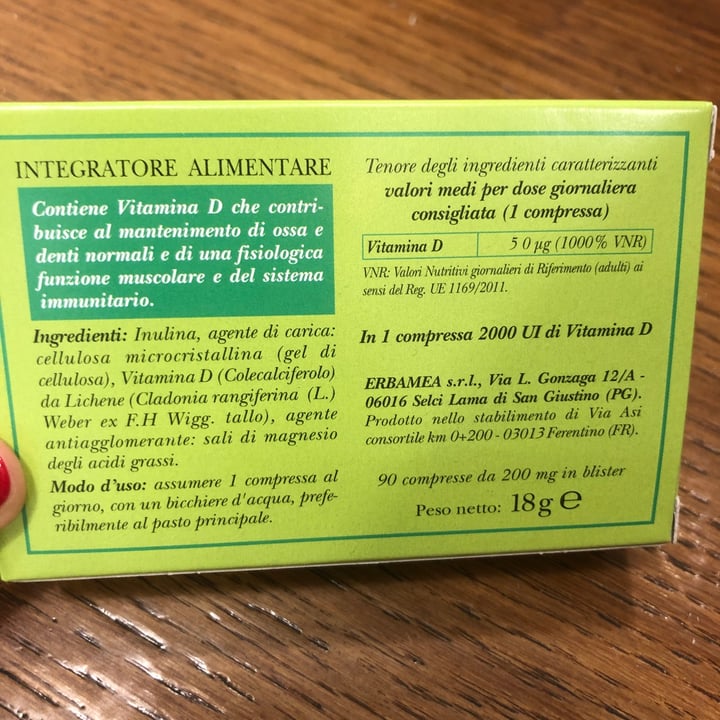 INTEGRATORE ALIMENTARE
Contiene Vitamina D che contri-
buisce al mantenimento di ossa e
denti normali e di una fisiologica
funzione muscolare e del sistema
immunitario.
Ingredienti: Inulina, agente di carica:
cellulosa microcristallina (gel di
cellulosa), Vitamina D (Colecalciferolo)
da Lichene (Cladonia rangiferina (L.)
Weber ex F.H Wigg. tallo), agente
antiagglomerante: sali di magnesio
degli acidi grassi.
Modo d'uso: assumere 1 compressa al
giorno, con un bicchiere d'acqua, prefe-
ribilmente al pasto principale.
Tenore degli ingredienti caratterizzanti
valori medi per dose giornaliera
consigliata (1 compressa)
Vitamina D 5 0 µg (1000% VNR)
VNR: Valori Nutritivi giornalieri di Riferimento (adulti) ai
sensi del Reg. UE 1169/2011.
In 1 compressa 2000 UI di Vitamina D
ERBAMEA s.r.l., Via L. Gonzaga 12/A -
06016 Selci Lama di San Giustino (PG).
Prodotto nello stabilimento di Via Asi
consortile km 0+200 - 03013 Ferentino (FR).
90 compresse da 200 mg in blister
Peso netto: 18g e